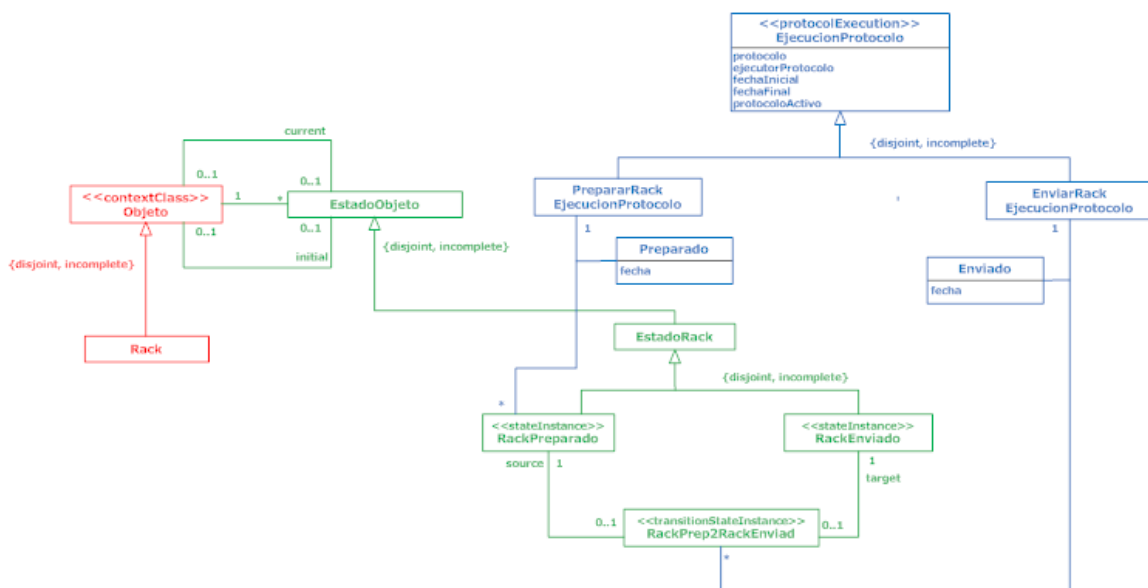 <<protocolExecution>>
EjecucionProtocolo
protocolo
ejecutorProtocolo
fechaInicial
fechaFinal
protocoloActivo
{disjoint, incomplete}
current
0..1
0..1
<<contextClass>>
Objeto
1
*
EstadoObjeto
0..1
0..1
initial
{disjoint, incomplete}
{disjoint, incomplete}
Rack
PrepararRack
EjecucionProtocolo
1
EnviarRack
EjecucionProtocolo
1
Preparado
fecha
Enviado
fecha
EstadoRack
{disjoint, incomplete}
*
<<stateInstance>>
RackPreparado
<<stateInstance>>
RackEnviado
source
1
1
target
0..1
<<transitionStateInstance>>
RackPrep2RackEnviad
0..1
*